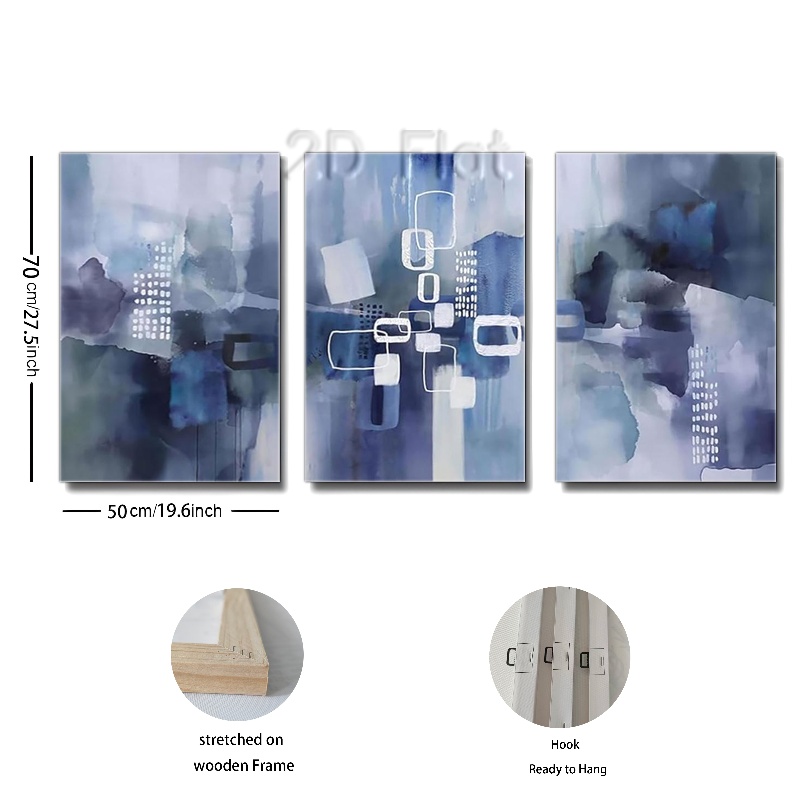 2D Flat
70 cm/27.5inch
50cm/19.6inch
stretched on
wooden Frame
Hook
Ready to Hang